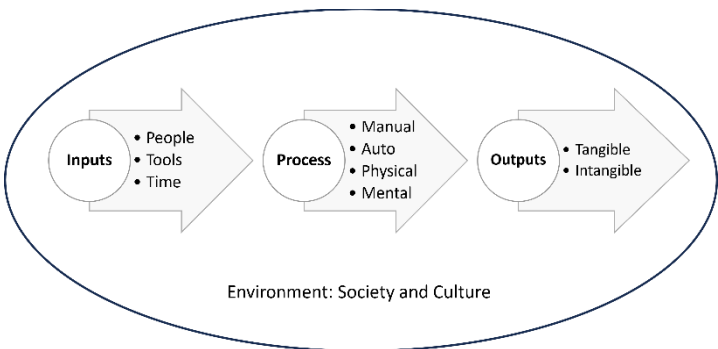 Inputs
• People
• Tools
• Time
Process
• Manual
• Auto
• Physical
• Mental
Outputs
• Tangible
• Intangible
Environment: Society and Culture